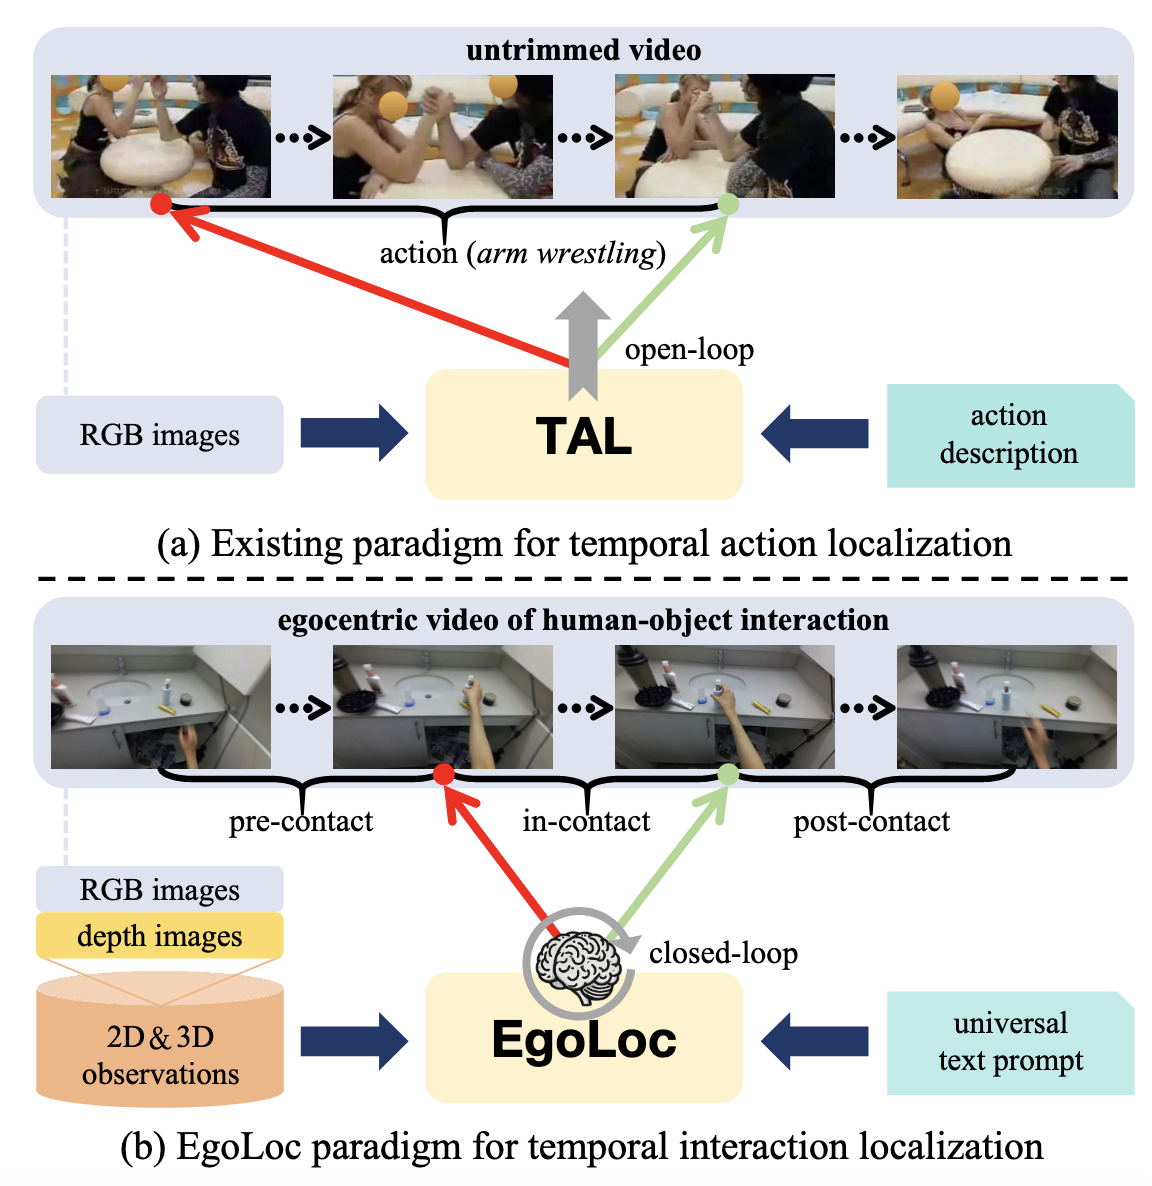 untrimmed video
action (arm wrestling)
open-loop
RGB images
TAL
action
description
(a) Existing paradigm for temporal action localization
egocentric video of human-object interaction
pre-contact
in-contact
post-contact
RGB images
depth images
closed-loop
2D & 3D
observations
EgoLoc
universal
text prompt
(b) EgoLoc paradigm for temporal interaction localization